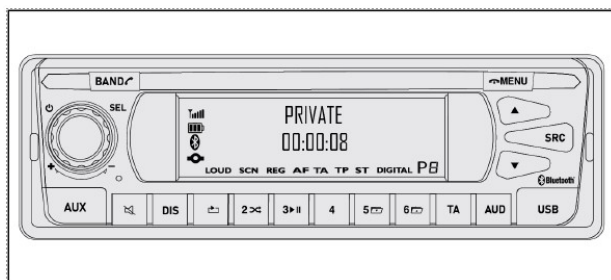 BAND MENU
SEL
PRIVATE
00:00:08
SRC
LOUD SCN REG AF TA TP ST DIGITAL P8
Bluetooth
AUX DIS 2 3 4 5 6 TA AUD USB